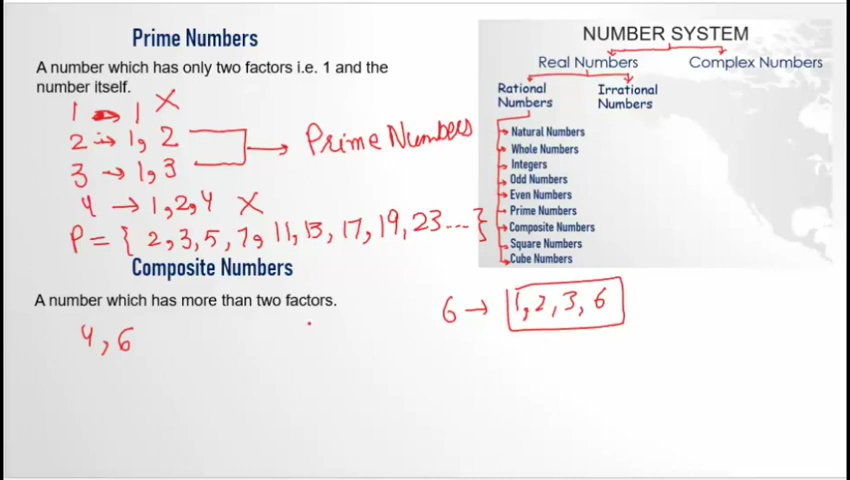 Prime Numbers
A number which has only two factors i.e. 1 and the
number itself.
1 → 1 X
2 → 1, 2
3 → 1, 3
Prime Numbers
4 → 1, 2, 4 X
P = { 2, 3, 5, 7, 11, 13, 17, 19, 23 ... }
Composite Numbers
A number which has more than two factors.
4, 6
6 → 1, 2, 3, 6
NUMBER SYSTEM
Real Numbers Complex Numbers
Rational
Numbers
Irrational
Numbers
Natural Numbers
Whole Numbers
Integers
Odd Numbers
Even Numbers
Prime Numbers
Composite Numbers
Square Numbers
Cube Numbers